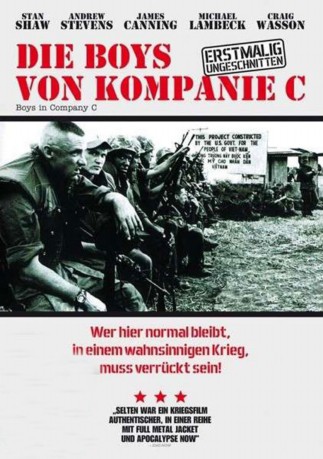 STAN SHAW ANDREW STEVENS JAMES CANNING MICHAEL LAMBECK CRAIG WASSON
DIE BOYS
ERSTMALIG
UNGESCHNITTEN
VON KOMPANIE C
Boys in Company C
THIS PROJECT CONSTRUCTED
BY THE U.S. GOVT. FOR THE
PEOPLE OF VIET-NAM.
Wer hier normal bleibt,
in einem wahnsinnigen Krieg,
muss verrückt sein!
„SELTEN WAR EIN KRIEGSFILM
AUTHENTISCHER, IN EINER REIHE
MIT FULL METAL JACKET
UND APOCALYPSE NOW“